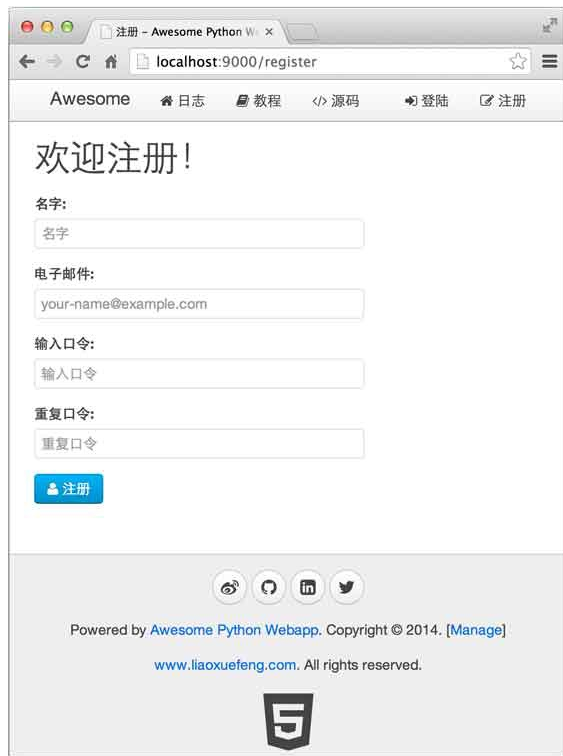 注册 - Awesome Python We
localhost:9000/register
Awesome 日志 教程 </> 源码 登陆 注册
欢迎注册!
名字:
名字
电子邮件:
your-name@example.com
输入口令:
输入口令
重复口令:
重复口令
注册
Powered by Awesome Python Webapp. Copyright © 2014. [Manage]
www.liaoxuefeng.com. All rights reserved.